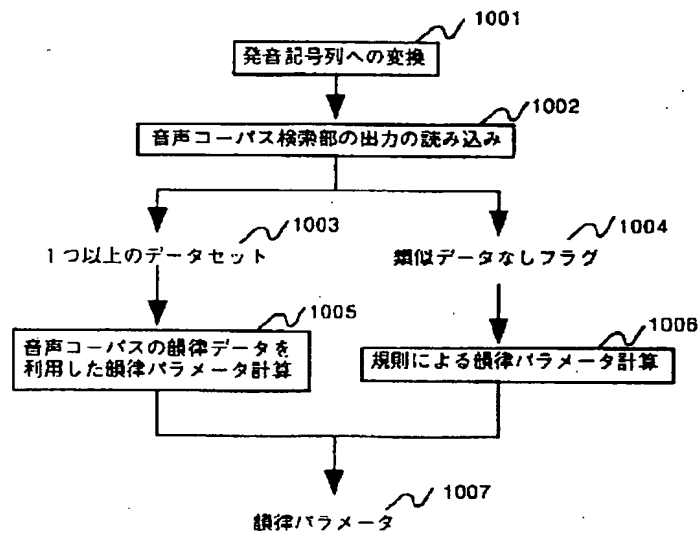 1001
発音記号列への変換
1002
音声コーパス検索部の出力の読み込み
1003
1つ以上のデータセット
1004
類似データなしフラグ
1005
音声コーパスの韻律データを
利用した韻律パラメータ計算
1006
規則による韻律パラメータ計算
1007
韻律パラメータ